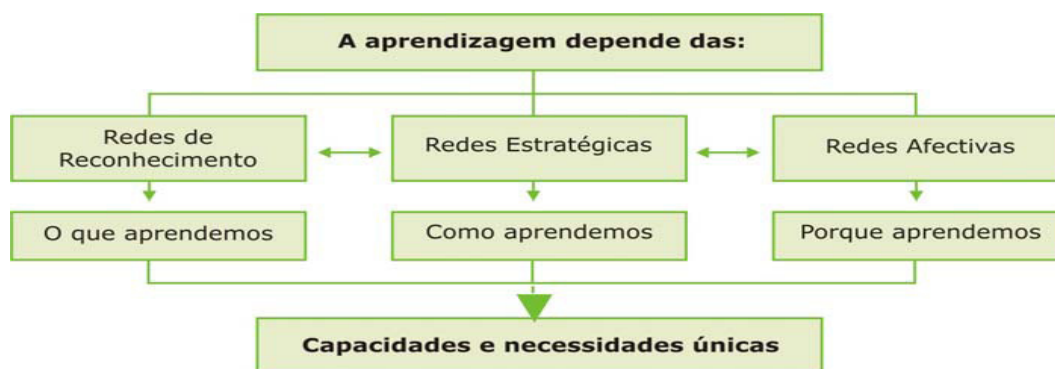 A aprendizagem depende das:
Redes de
Reconhecimento
Redes Estratégicas
Redes Afectivas
O que aprendemos
Como aprendemos
Porque aprendemos
Capacidades e necessidades únicas